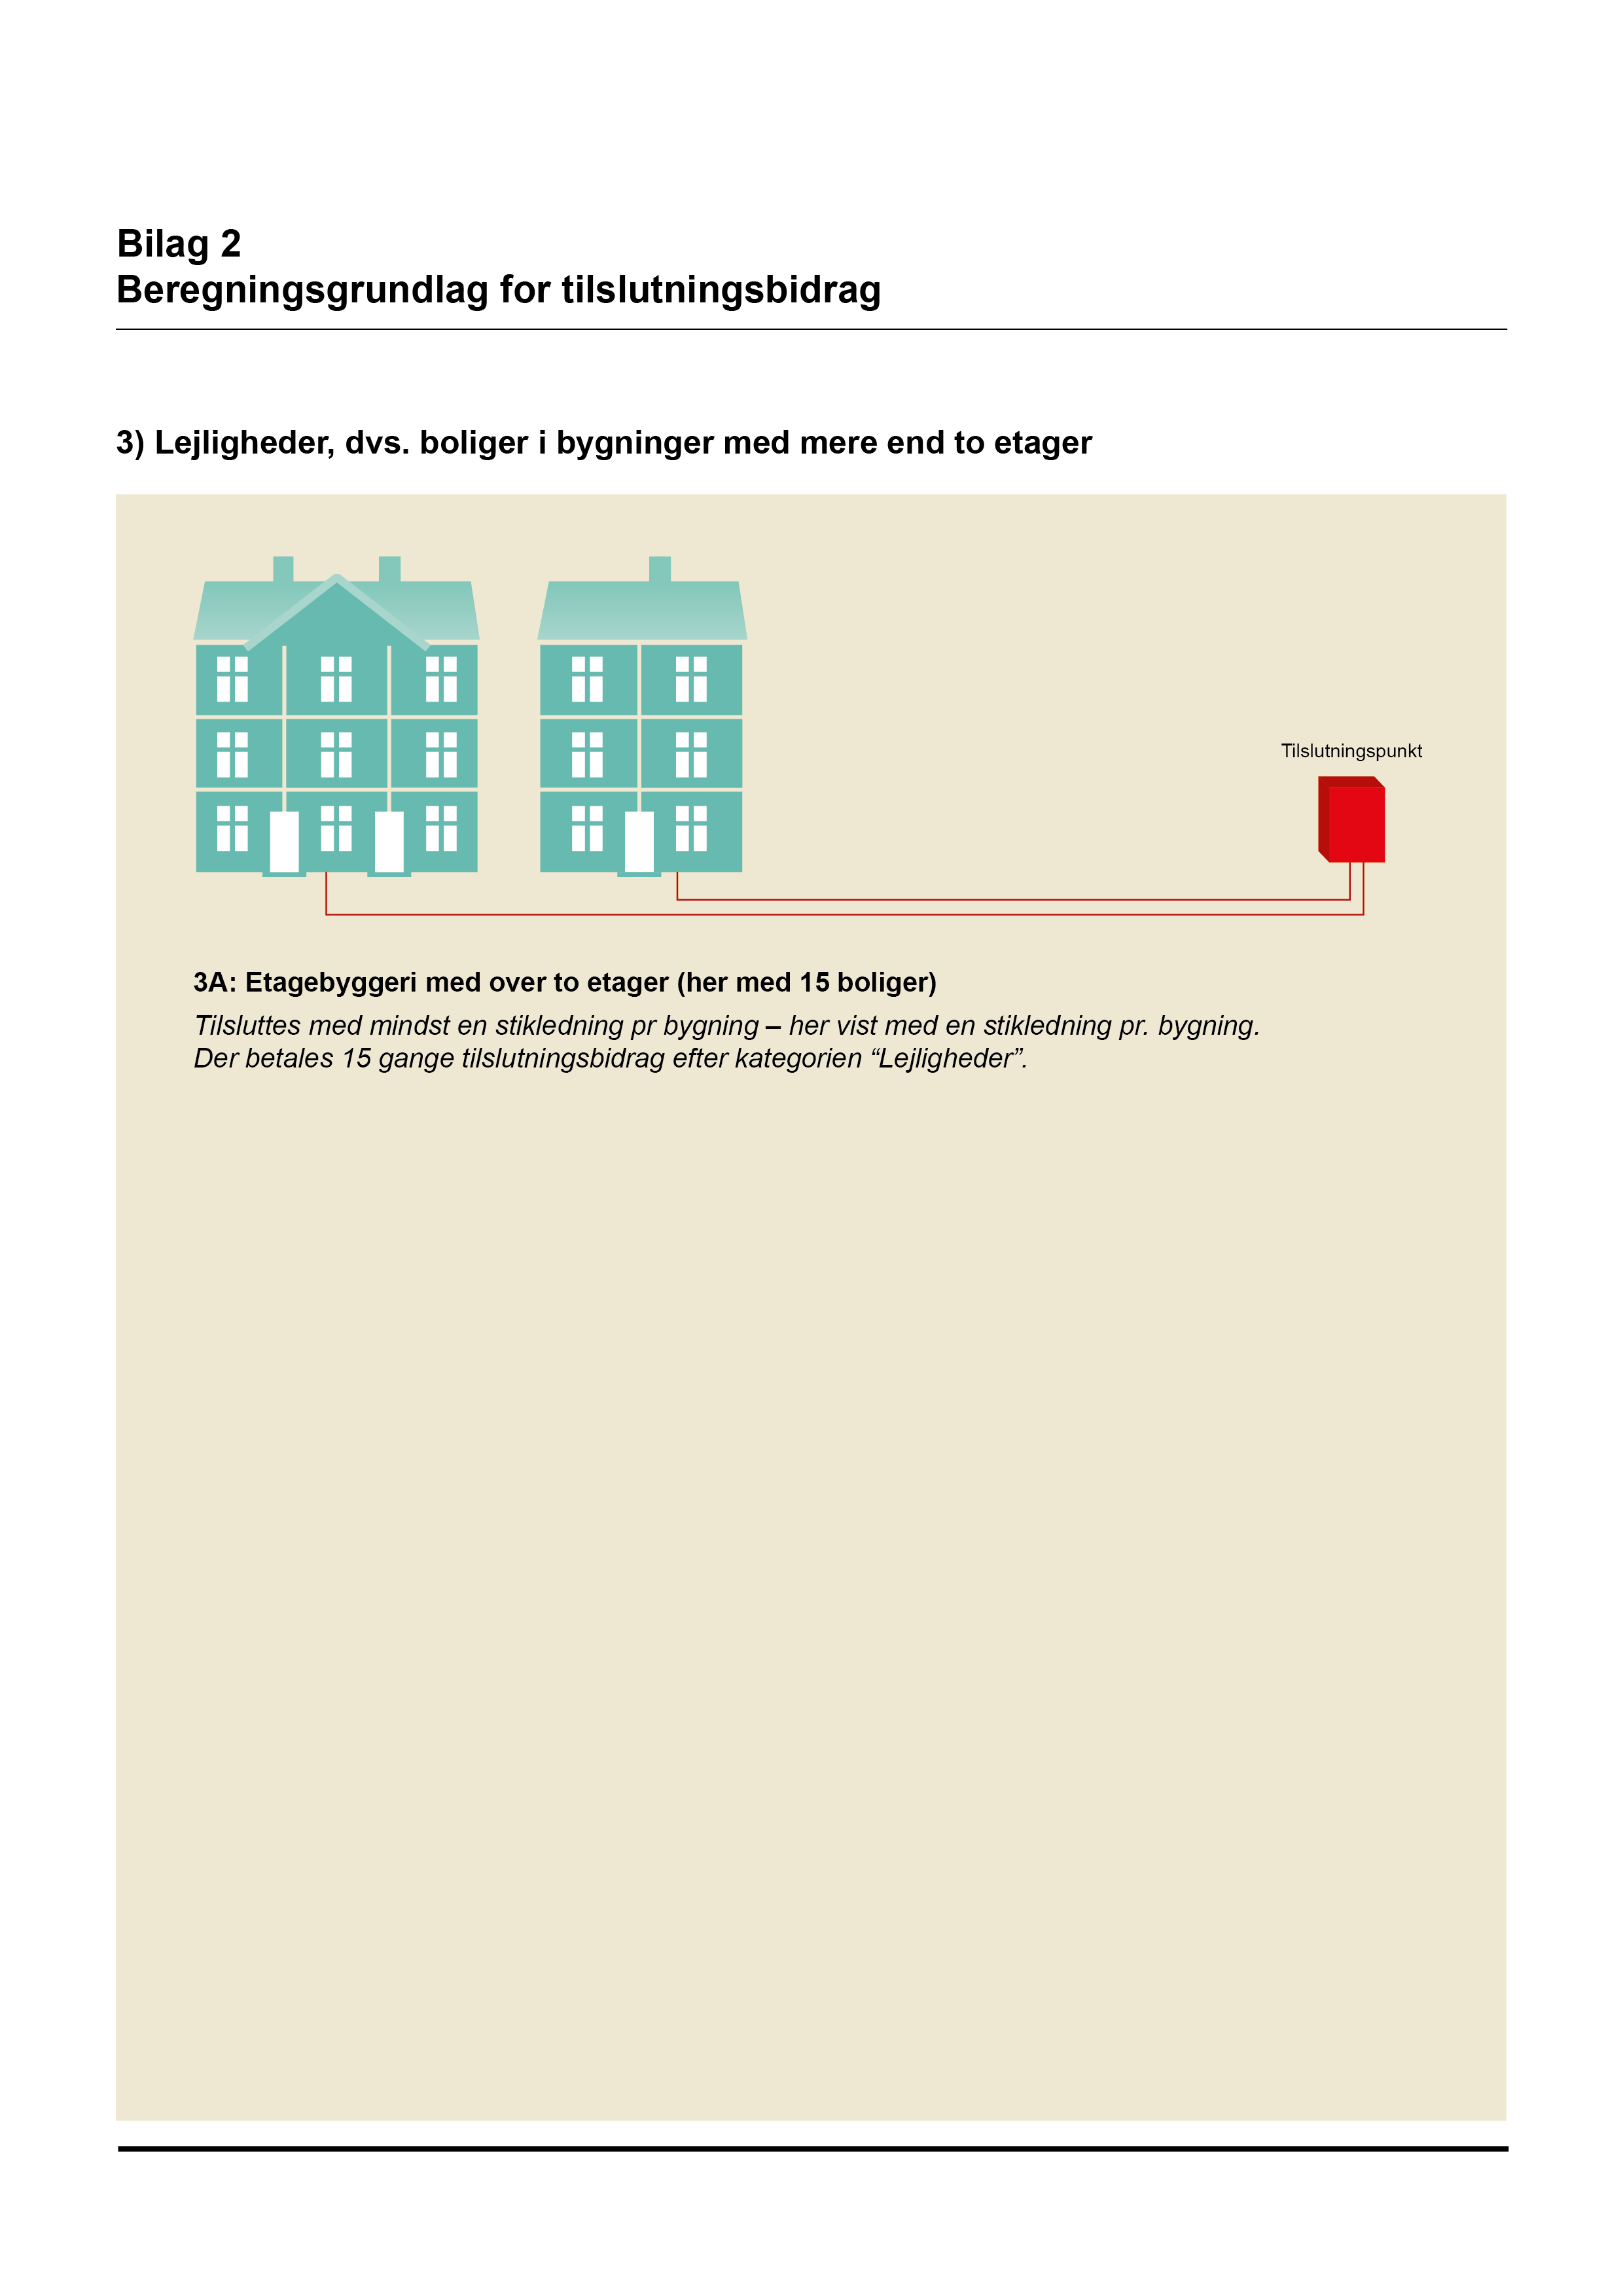 Bilag 2
Beregningsgrundlag for tilslutningsbidrag
3) Lejligheder, dvs. boliger i bygninger med mere end to etager
Tilslutningspunkt
3A: Etagebyggeri med over to etager (her med 15 boliger)
Tilsluttes med mindst en stikledning pr bygning – her vist med en stikledning pr. bygning.
Der betales 15 gange tilslutningsbidrag efter kategorien “Lejligheder”.